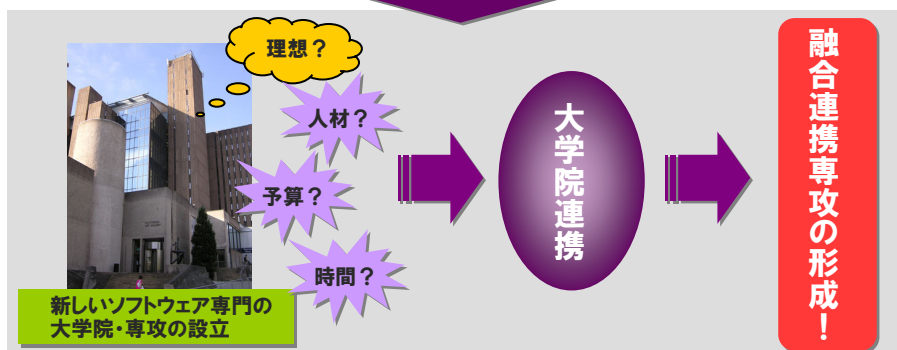 理想？
人材？
予算？
時間？
新しいソフトウェア専門の
大学院・専攻の設立
大学院連携
融合連携専攻の形成！